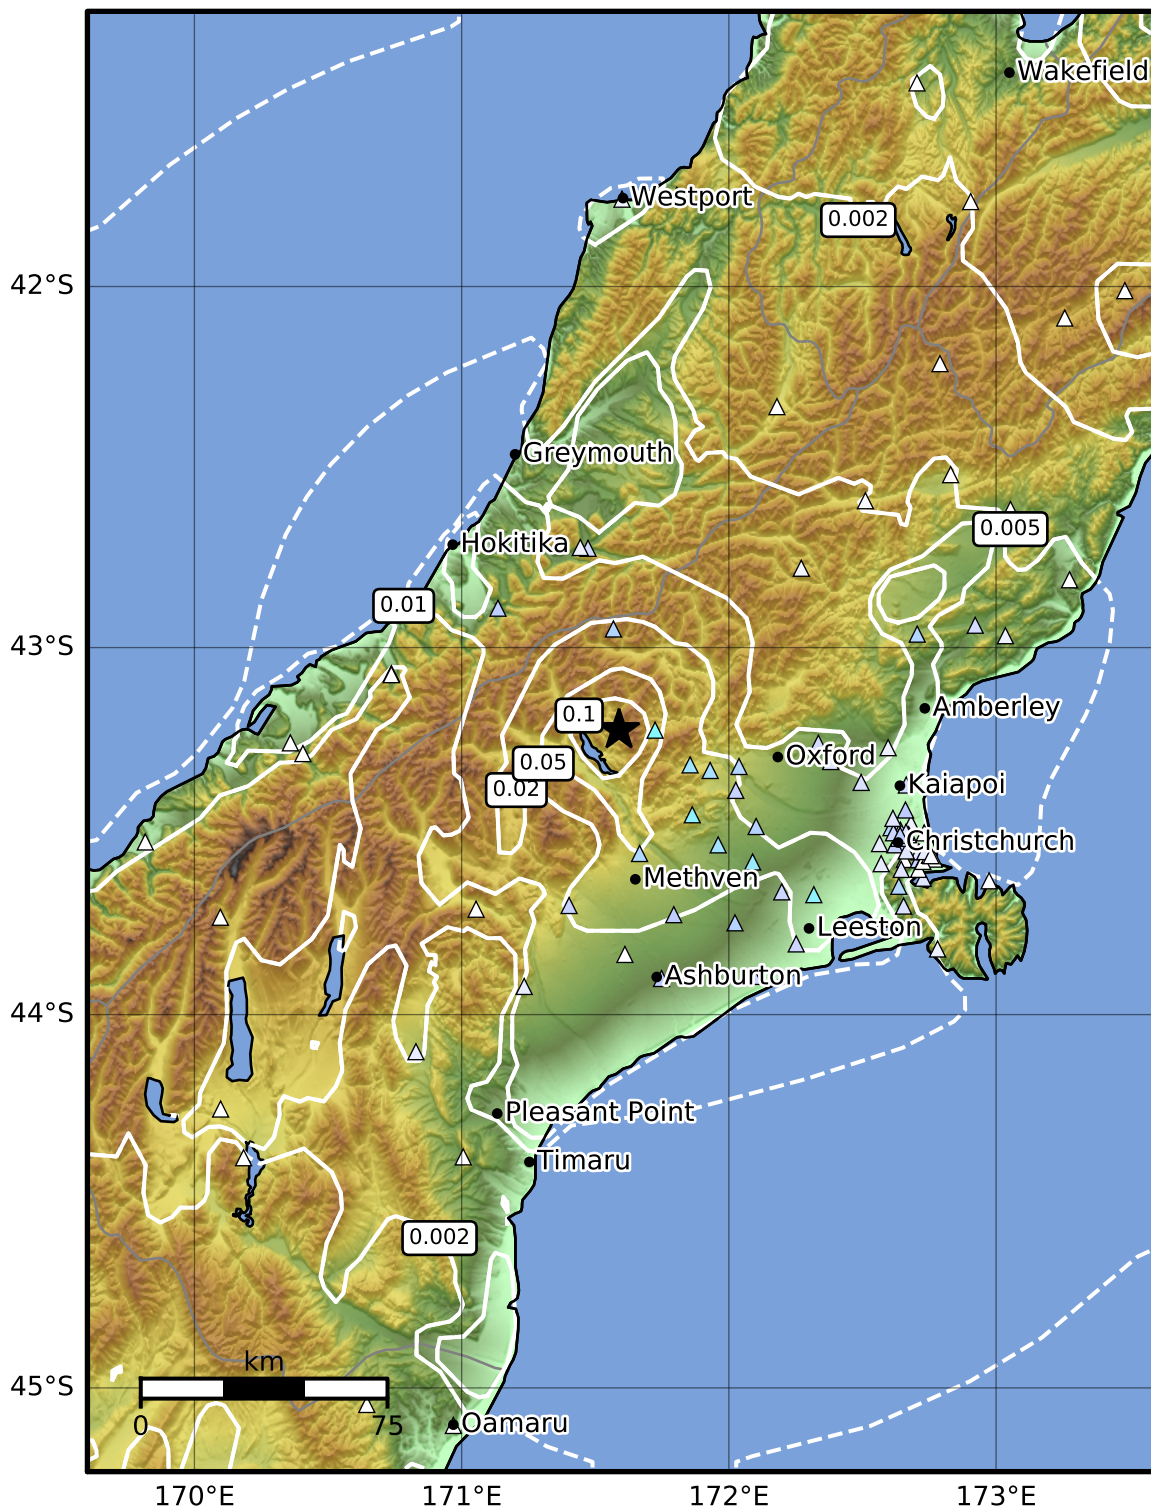 Wakefield
Westport
0.002
42°S
Greymouth
0.005
Hokitika
0.01
43°S
Amberley
0.1
Oxford
0.05
Kaiapoi
0.02
Christchurch
Methven
Leeston
Ashburton
44°S
Pleasant Point
Timaru
0.002
km
45°S
0
75
Oamaru
170°E
171°E
172°E
173°E